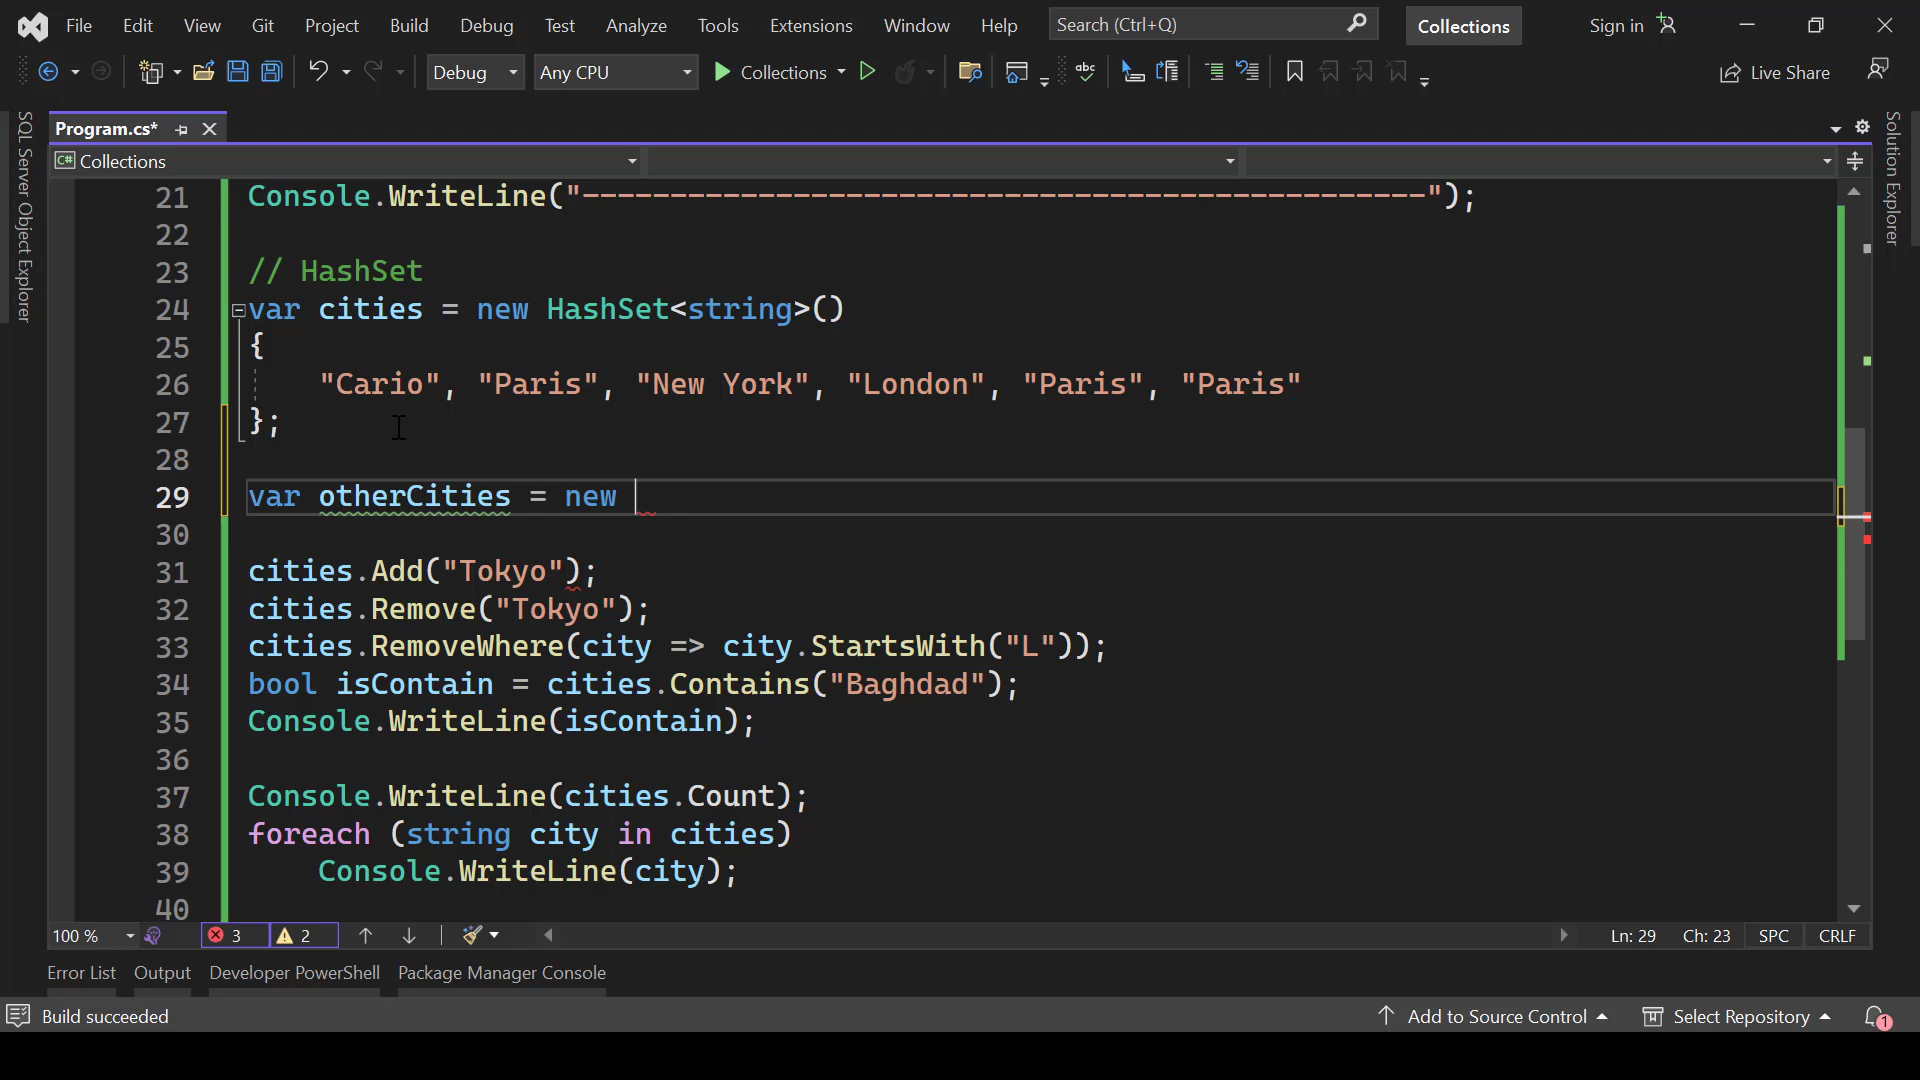 File Edit View Git Project Build Debug Test Analyze Tools Extensions Window Help Search (Ctrl+Q) Collections Sign in
Debug Any CPU Collections abc Live Share
SQL Server Object Explorer
Solution Explorer
Program.cs*
C# Collections
21 Console.WriteLine("------------------------------------------------");
22
23 // HashSet
24 var cities = new HashSet<string>()
25 {
26 "Cario", "Paris", "New York", "London", "Paris", "Paris"
27 };
28
29 var otherCities = new
30
31 cities.Add("Tokyo");
32 cities.Remove("Tokyo");
33 cities.RemoveWhere(city => city.StartsWith("L"));
34 bool isContain = cities.Contains("Baghdad");
35 Console.WriteLine(isContain);
36
37 Console.WriteLine(cities.Count);
38 foreach (string city in cities)
39 Console.WriteLine(city);
40
100 % 3 2 Ln: 29 Ch: 23 SPC CRLF
Error List Output Developer PowerShell Package Manager Console
Build succeeded Add to Source Control Select Repository 1